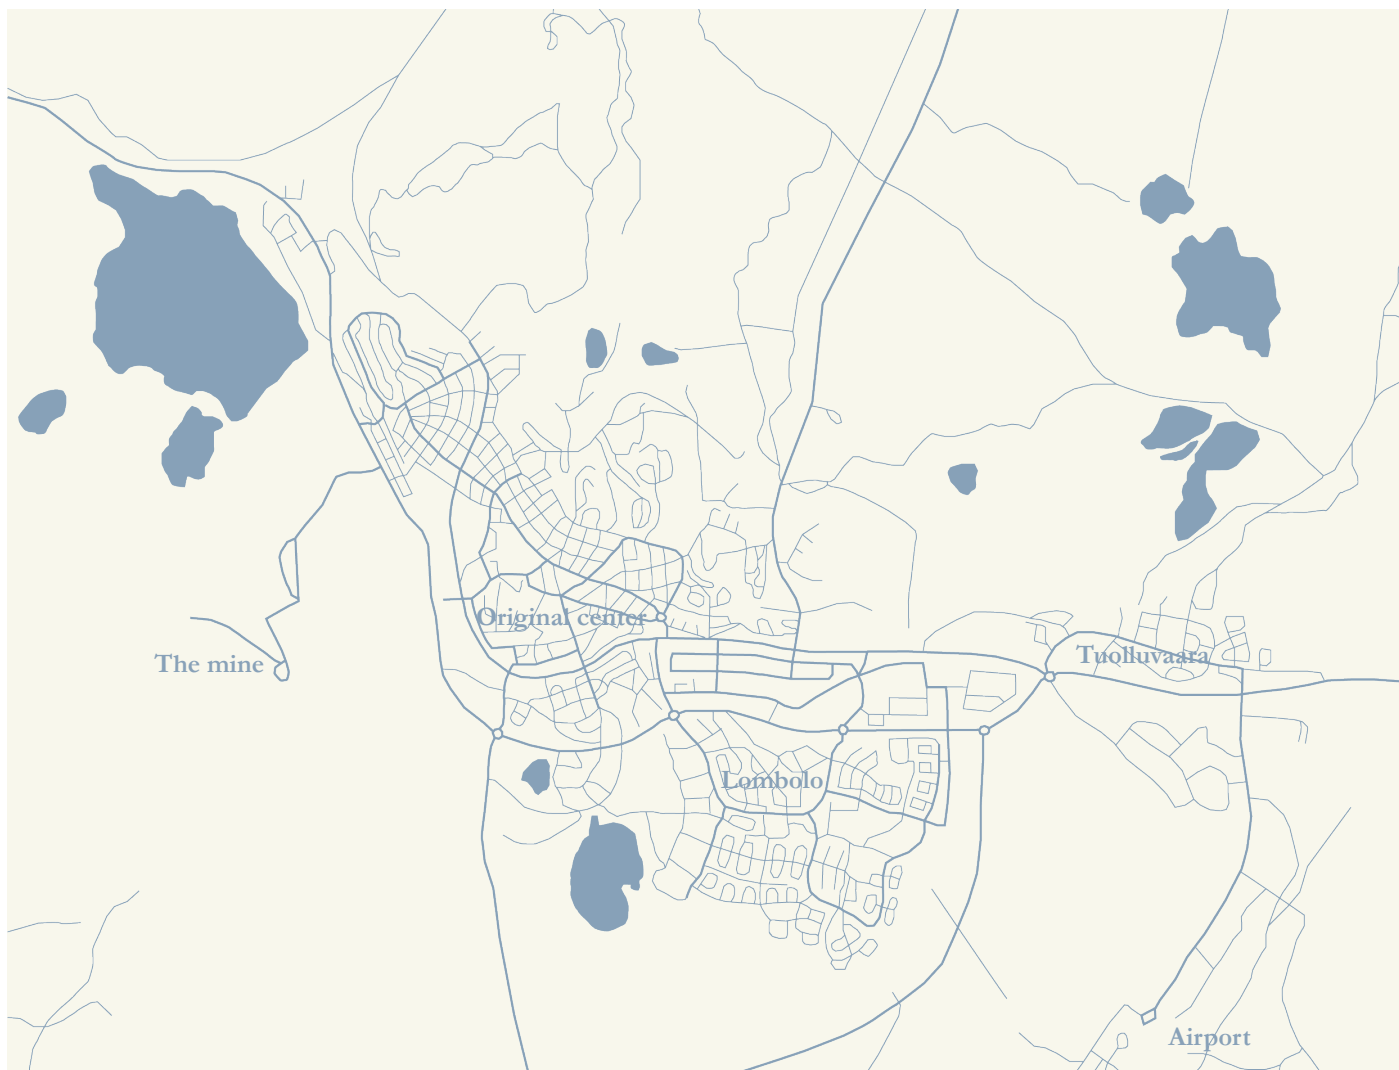 Original center
The mine
Tuolluvaara
Lombolo
Airport